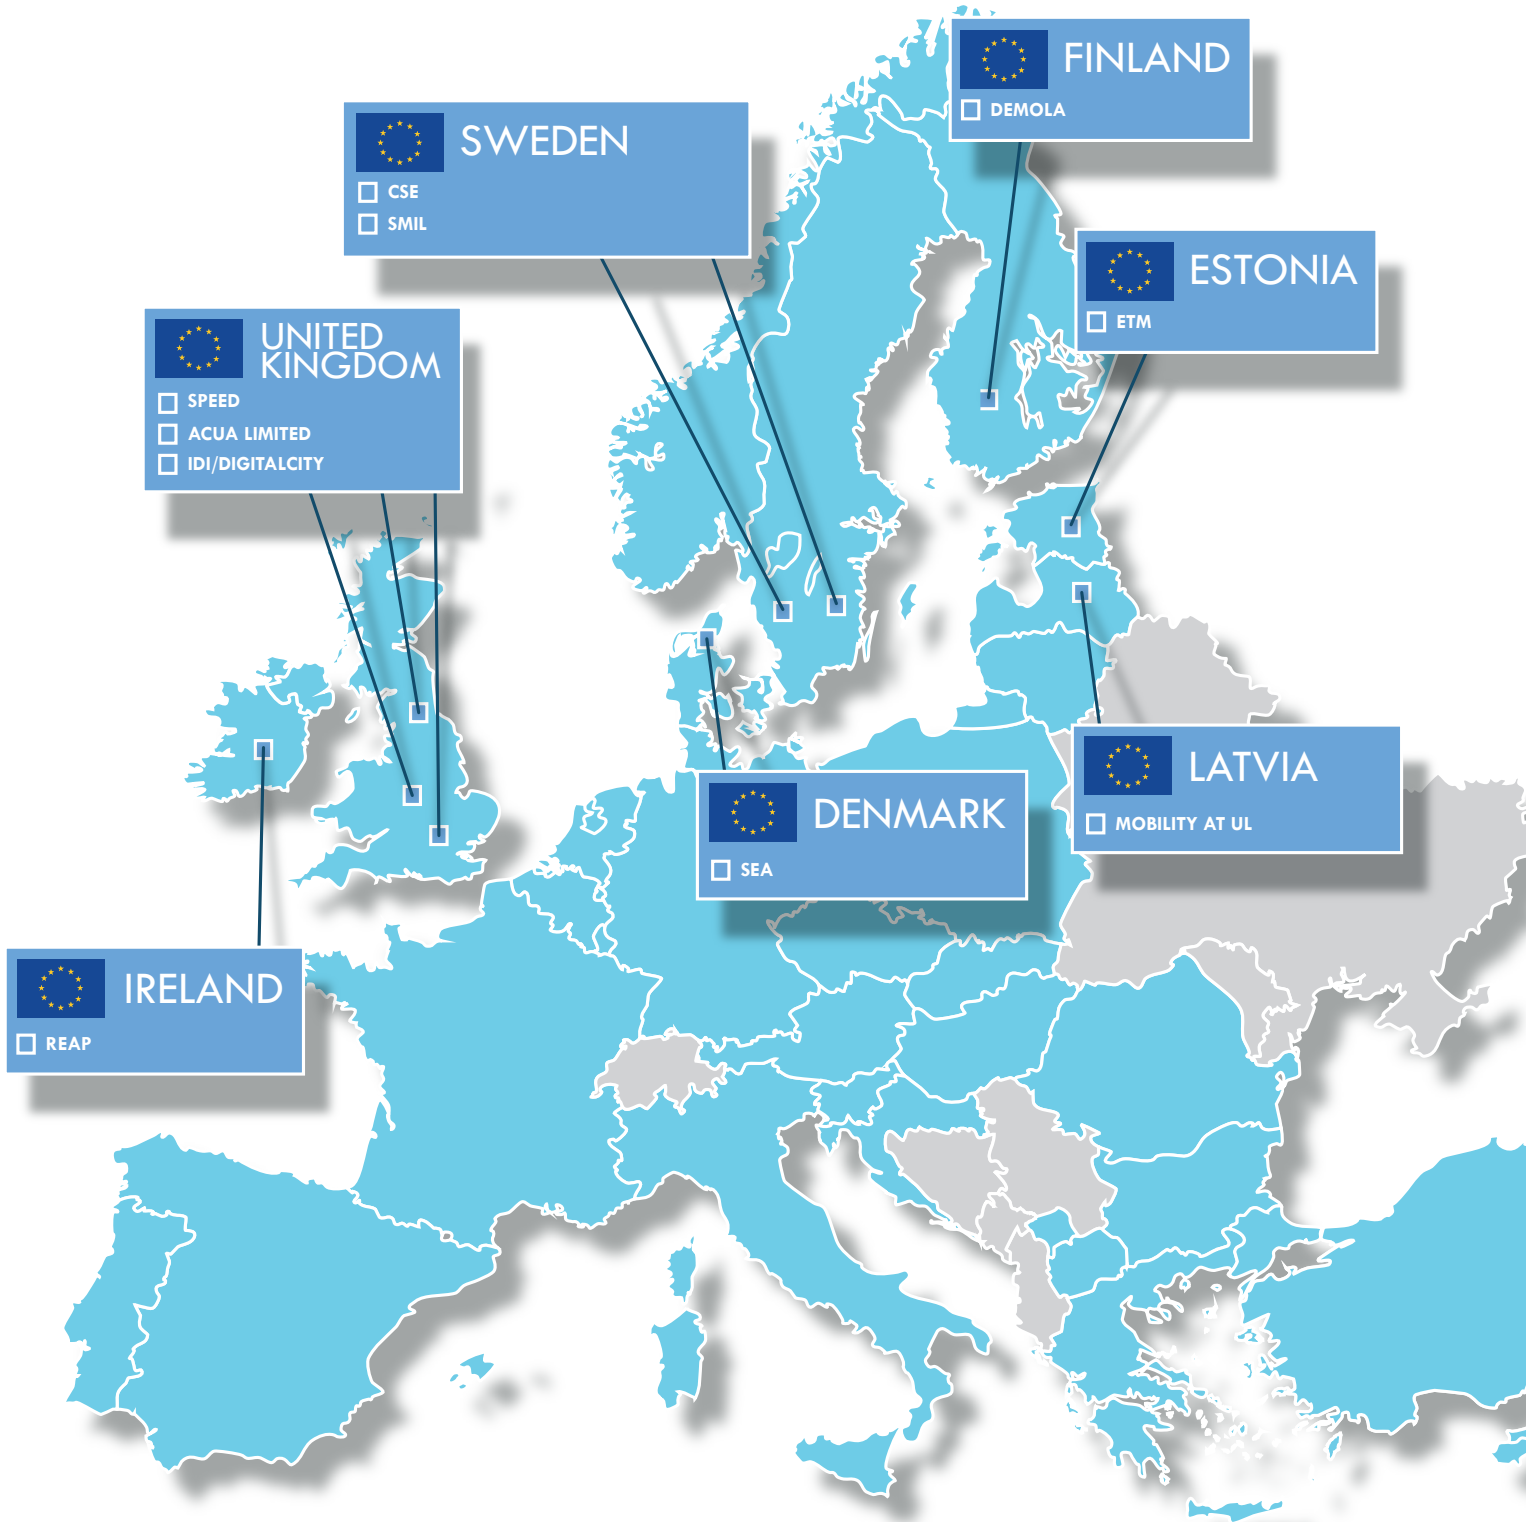 FINLAND
DEMOLA
SWEDEN
CSE
SMIL
ESTONIA
ETM
UNITED
KINGDOM
SPEED
ACUA LIMITED
IDI/DIGITALCITY
LATVIA
MOBILITY AT UL
DENMARK
SEA
IRELAND
REAP